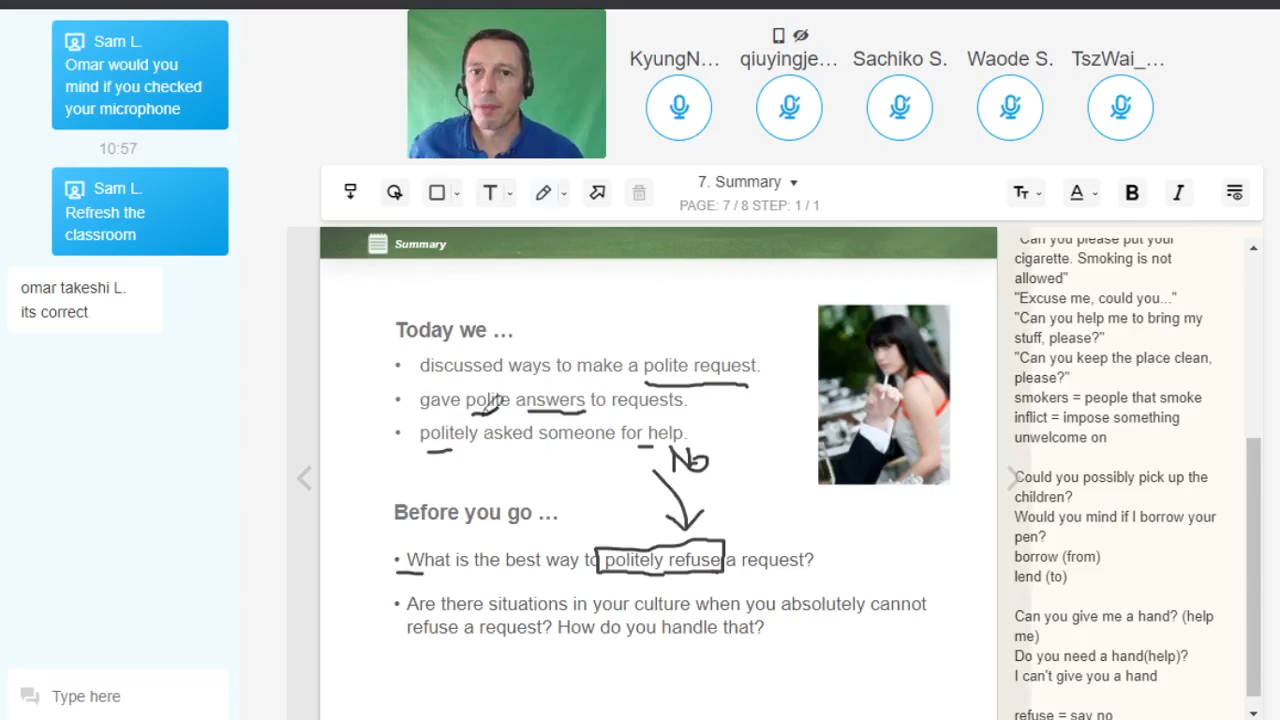 Sam L.
Omar would you
mind if you checked
your microphone
10:57
Sam L.
Refresh the
classroom
omar takeshi L.
its correct
Type here
KyungN...
qiuyingje...
Sachiko S.
Waode S.
TszWai_...
7. Summary
PAGE: 7 / 8 STEP: 1 / 1
T
TT
A
B
I
Summary
Today we ...
• discussed ways to make a polite request.
• gave polite answers to requests.
• politely asked someone for help.
No
Before you go ...
• What is the best way to politely refuse a request?
• Are there situations in your culture when you absolutely cannot
refuse a request? How do you handle that?
"Can you please put your
cigarette. Smoking is not
allowed"
"Excuse me, could you..."
"Can you help me to bring my
stuff, please?"
"Can you keep the place clean,
please?"
smokers = people that smoke
inflict = impose something
unwelcome on
Could you possibly pick up the
children?
Would you mind if I borrow your
pen?
borrow (from)
lend (to)
Can you give me a hand? (help
me)
Do you need a hand(help)?
I can't give you a hand
refuse = say no